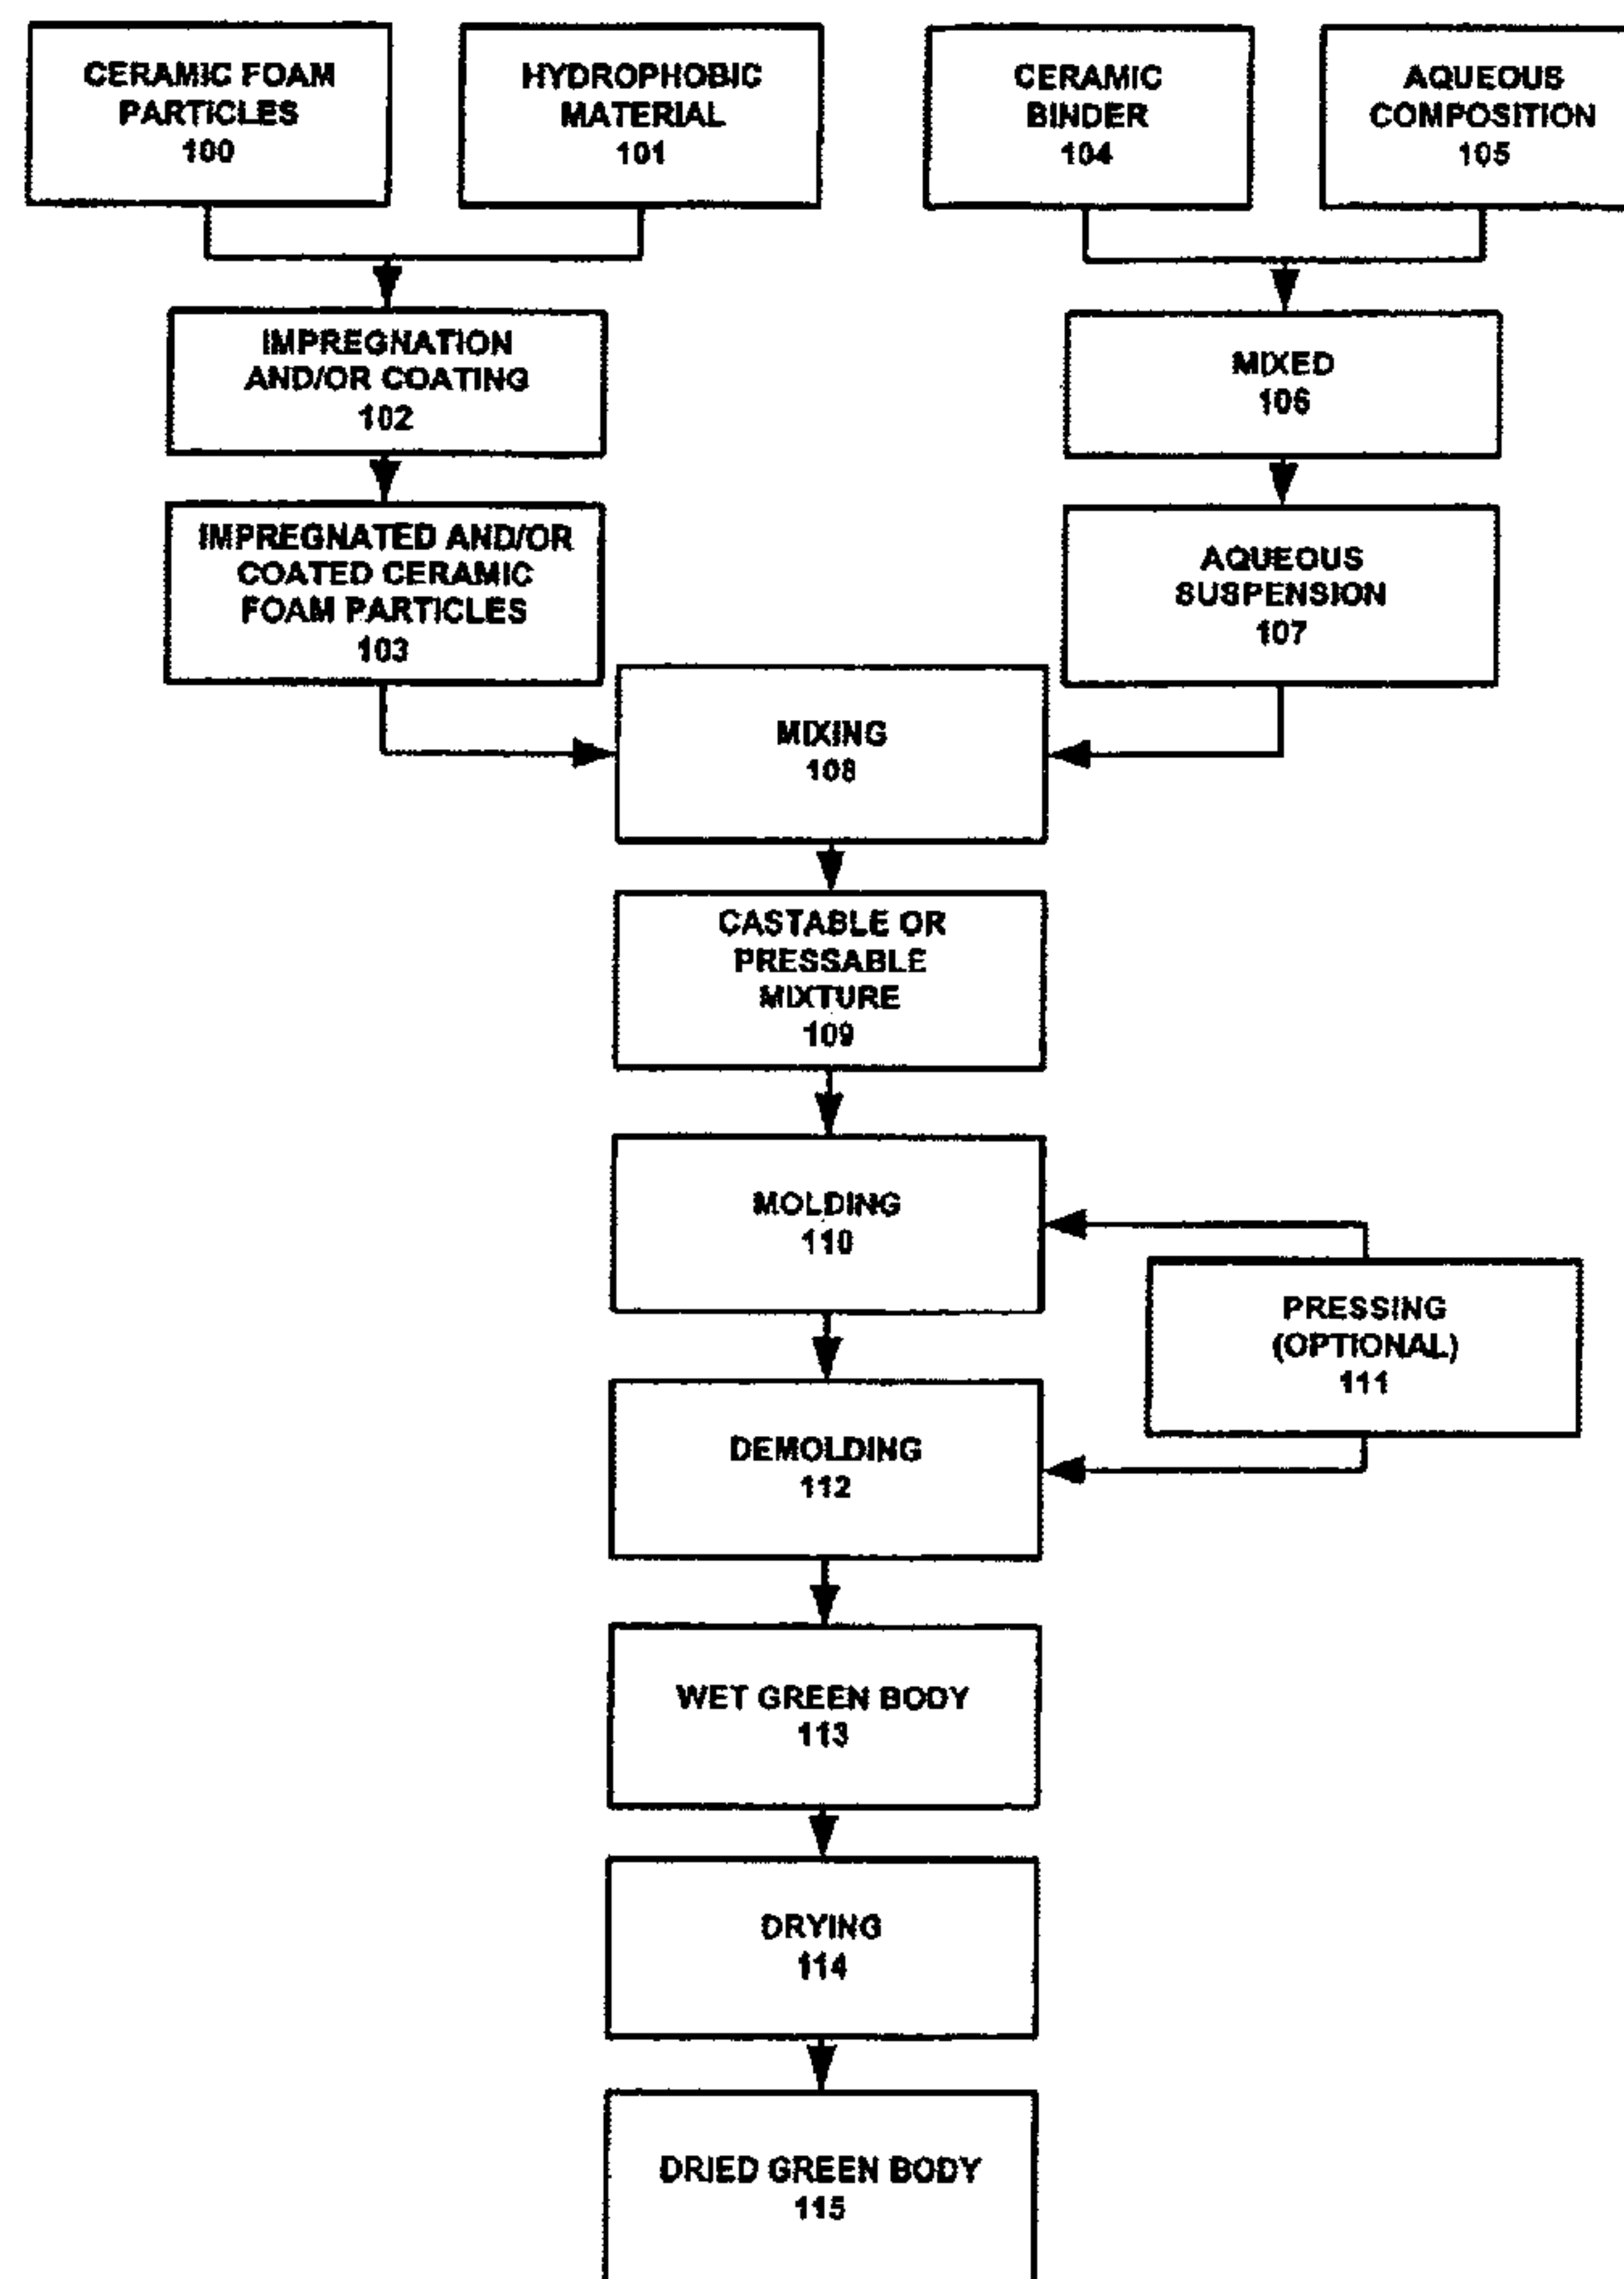 CERAMIC FOAM
PARTICLES
100
HYDROPHOBIC
MATERIAL
101
CERAMIC
BINDER
104
AQUEOUS
COMPOSITION
105
IMPREGNATION
AND/OR COATING
102
MIXED
106
IMPREGNATED AND/OR
COATED CERAMIC
FOAM PARTICLES
103
AQUEOUS
SUSPENSION
107
MIXING
108
CASTABLE OR
PRESSABLE
MIXTURE
109
MOLDING
110
PRESSING
(OPTIONAL)
111
DEMOLDING
112
WET GREEN BODY
113
DRYING
114
DRIED GREEN BODY
115